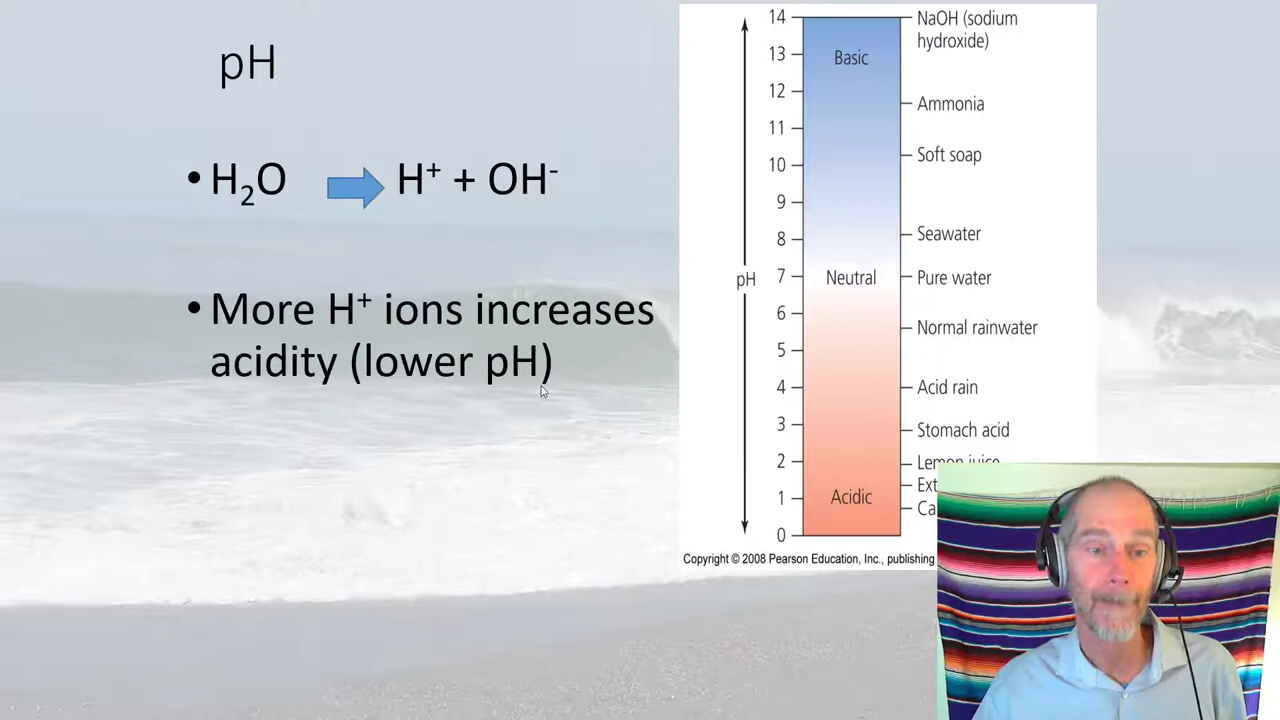 pH
• H₂O → H⁺ + OH⁻
• More H⁺ ions increases
acidity (lower pH)
14
NaOH (sodium
hydroxide)
13
Basic
12
Ammonia
11
10
Soft soap
9
8
Seawater
pH
7
Neutral
Pure water
6
Normal rainwater
5
4
Acid rain
3
Stomach acid
2
Lemon juice
1
Acidic
0
Copyright © 2008 Pearson Education, Inc., publishing